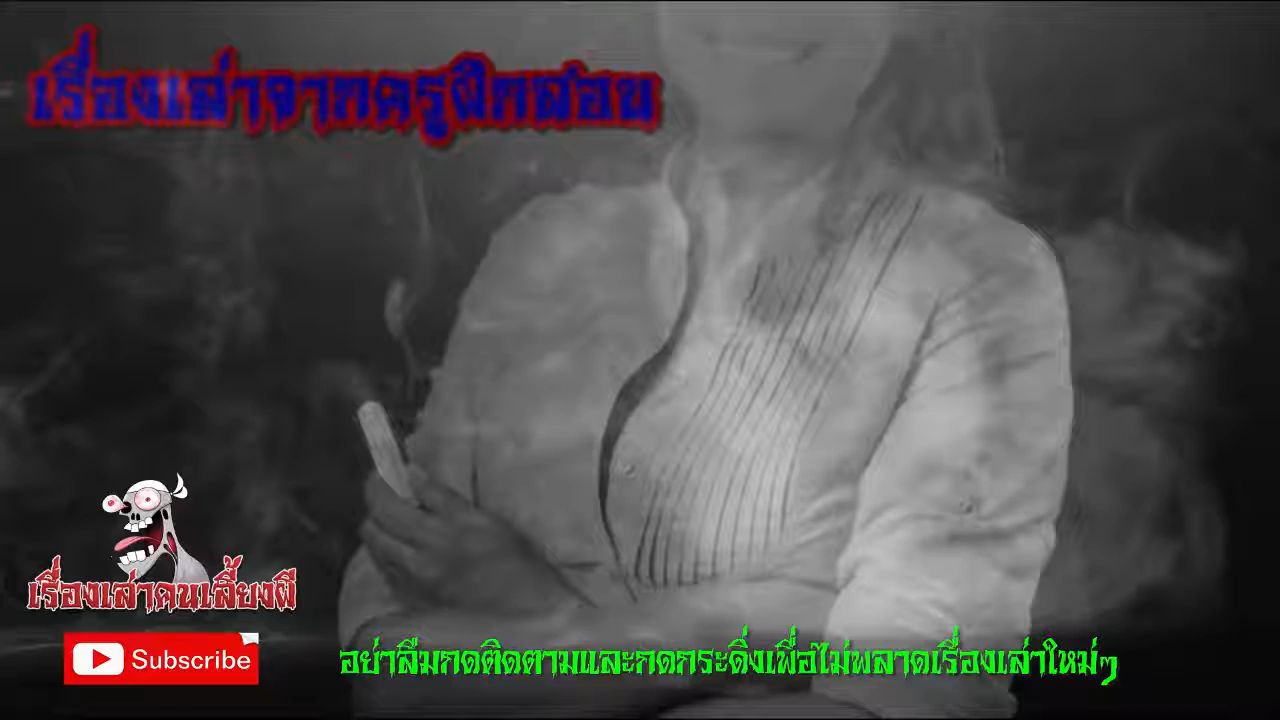 เรื่องเล่าจากครูฝึกสอน
เรื่องเล่าคนเลี้ยงผี
Subscribe
อย่าลืมกดติดตามและกดกระดิ่งเพื่อไม่พลาดเรื่องเล่าใหม่ๆ